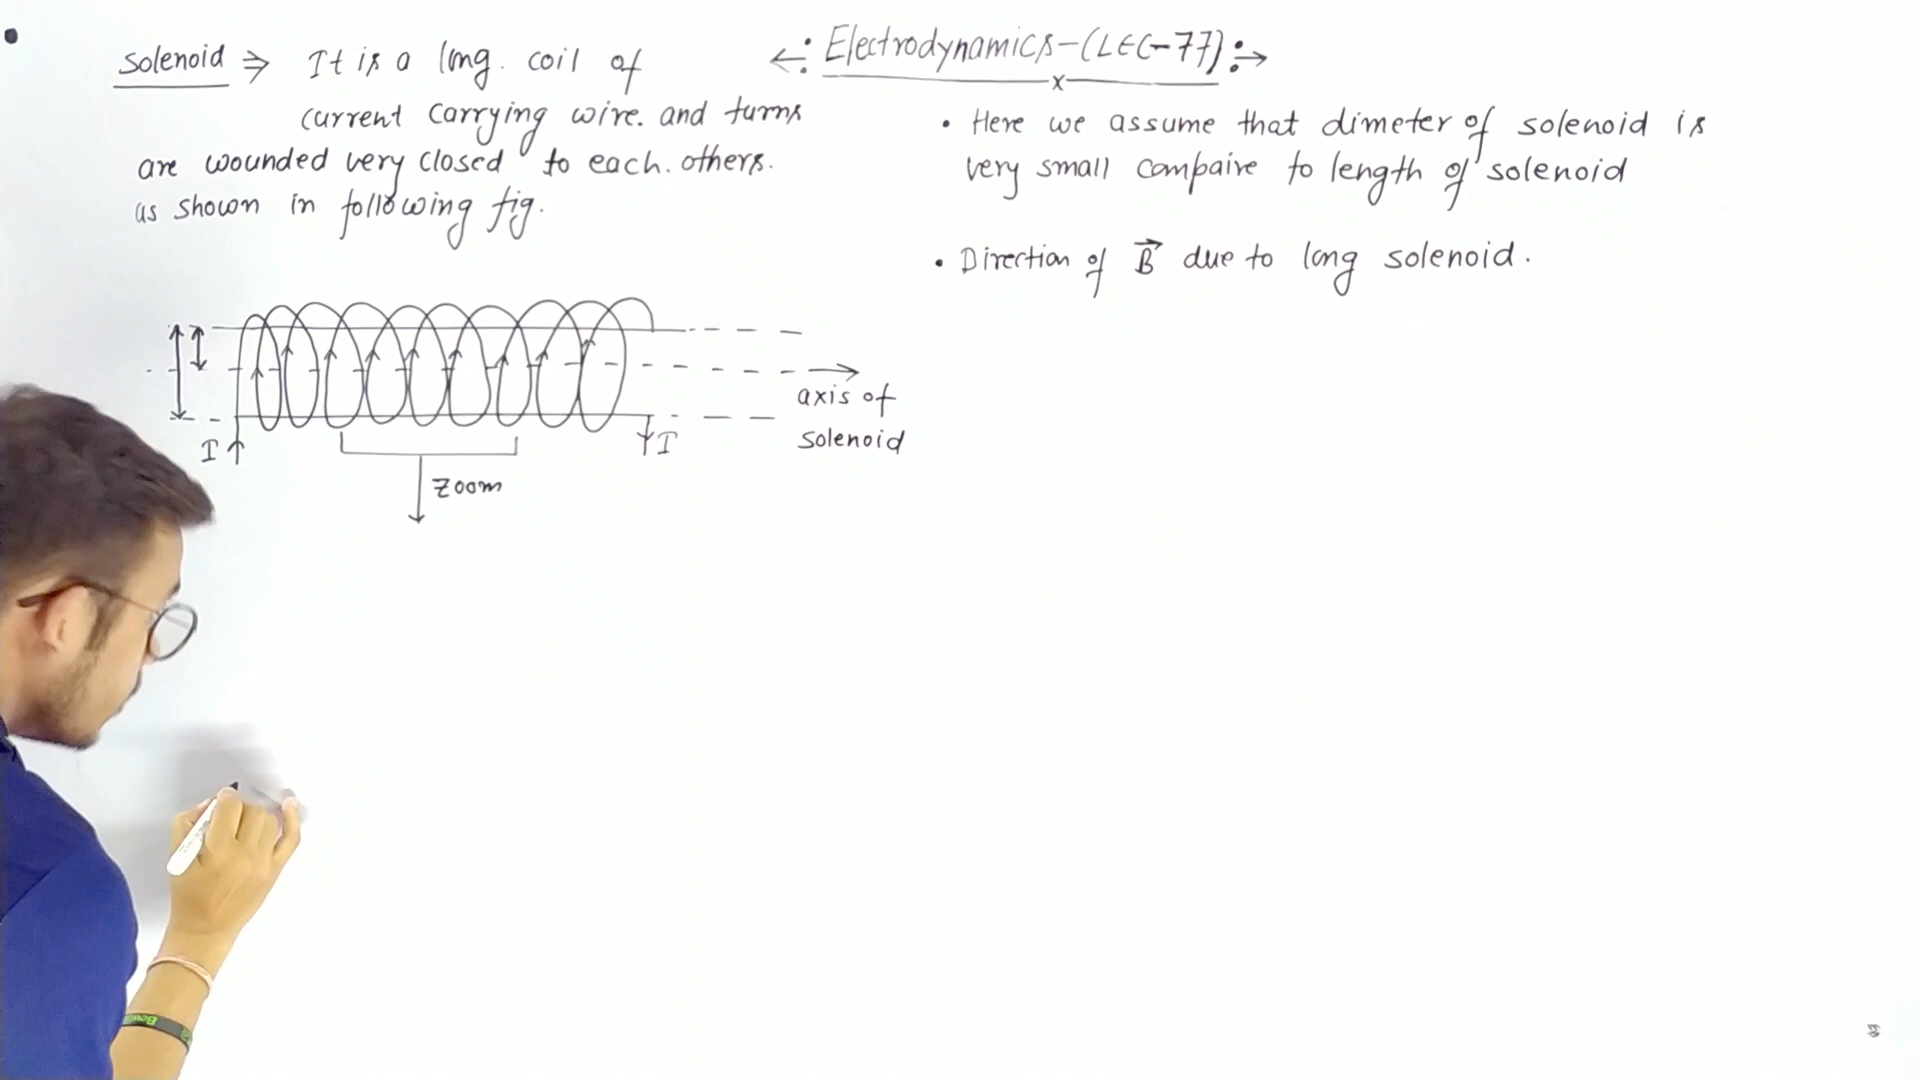 Electrodynamics-(LEC-77)
Solenoid ⇒ It is a long. coil of
current carrying wire. and turns
are wounded very closed to each. others.
as shown in following fig.
• Here we assume that dimeter of solenoid is
very small compaire to length of solenoid
• Direction of B⃗ due to long solenoid.
axis of
solenoid
I
I
Zoom